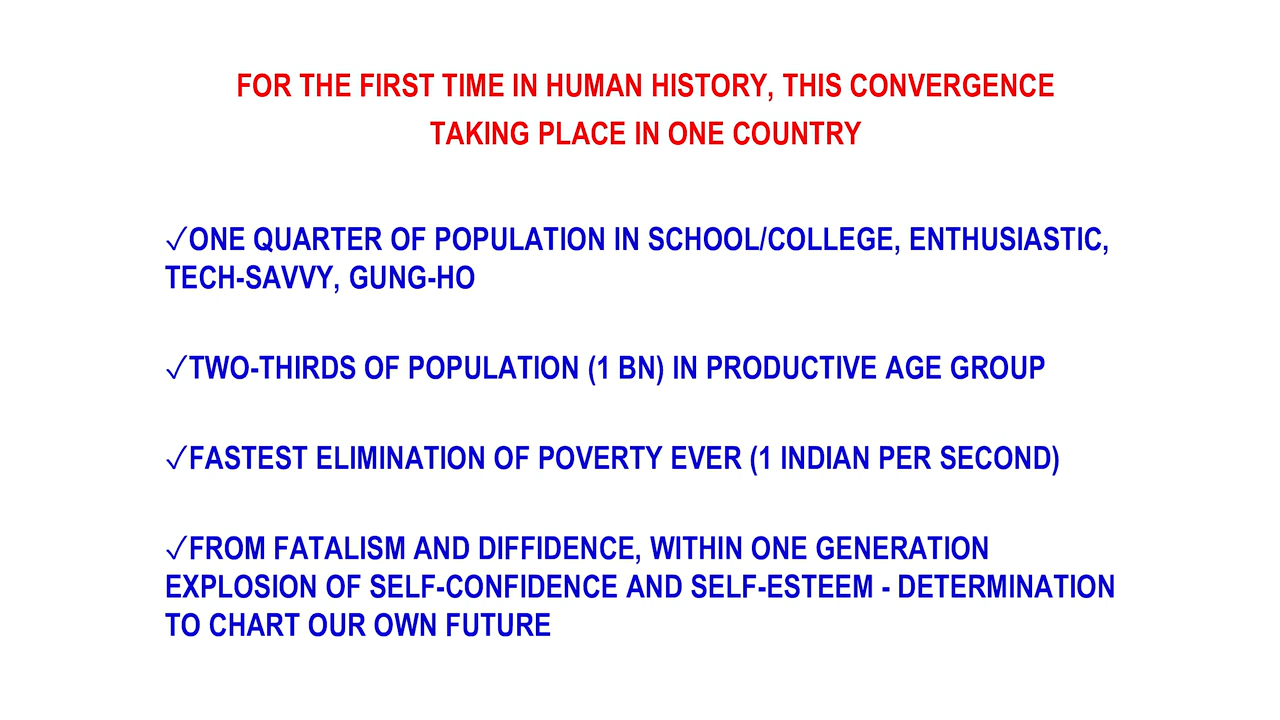 FOR THE FIRST TIME IN HUMAN HISTORY, THIS CONVERGENCE
TAKING PLACE IN ONE COUNTRY
✓ONE QUARTER OF POPULATION IN SCHOOL/COLLEGE, ENTHUSIASTIC,
TECH-SAVVY, GUNG-HO
✓TWO-THIRDS OF POPULATION (1 BN) IN PRODUCTIVE AGE GROUP
✓FASTEST ELIMINATION OF POVERTY EVER (1 INDIAN PER SECOND)
✓FROM FATALISM AND DIFFIDENCE, WITHIN ONE GENERATION
EXPLOSION OF SELF-CONFIDENCE AND SELF-ESTEEM - DETERMINATION
TO CHART OUR OWN FUTURE